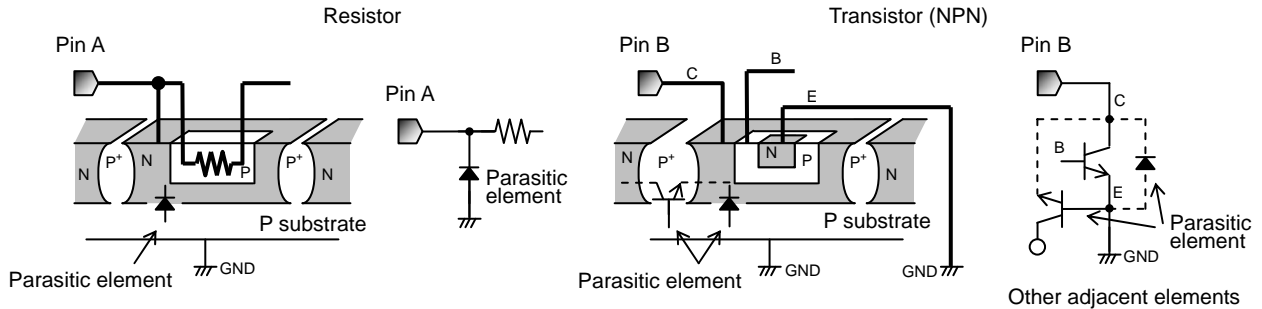 Resistor
Pin A
N
P+
N
P
P+
N
P substrate
Parasitic element
GND
Pin A
Parasitic
element
Transistor (NPN)
Pin B
C
B
E
N
P+
N
P
P+
N
P substrate
Parasitic element
GND
GND
Pin B
C
B
E
Parasitic
element
GND
Other adjacent elements